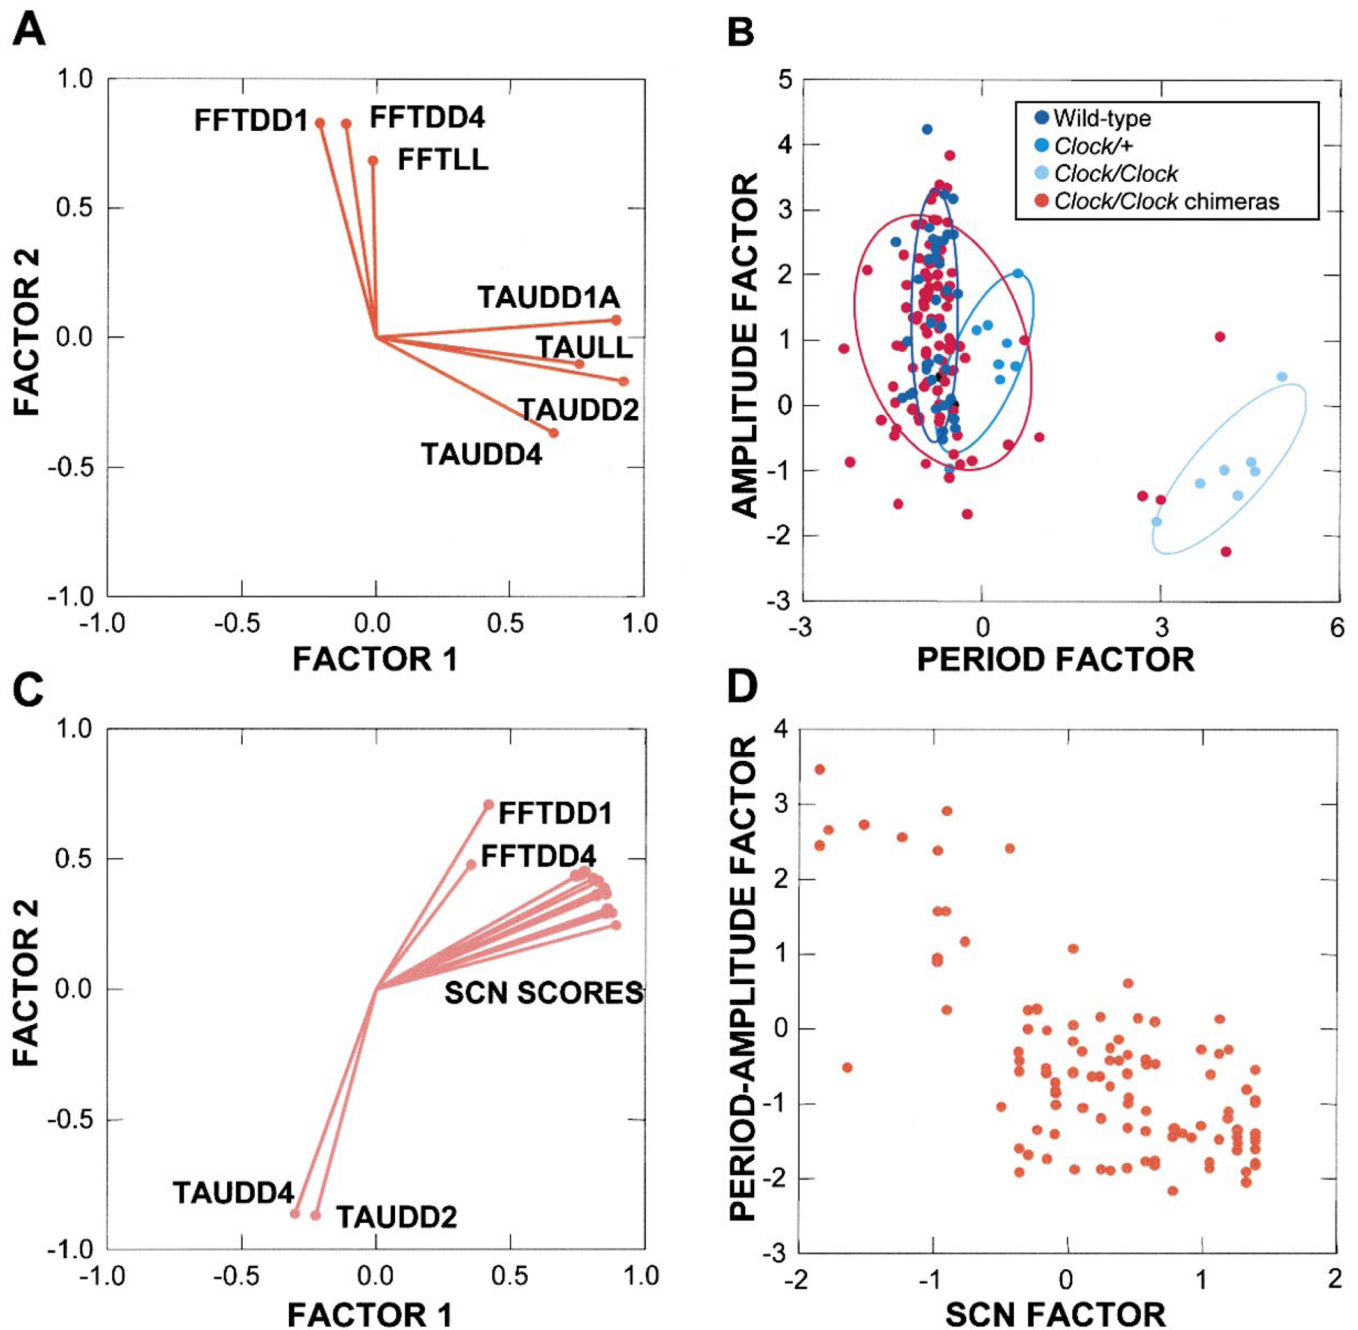 A
1.0
0.5
0.0
-0.5
-1.0
-1.0 -0.5 0.0 0.5 1.0
FACTOR 2
FACTOR 1
FFTDD1
FFTDD4
FFTLL
TAUDD1A
TAULL
TAUDD2
TAUDD4
B
5
4
3
2
1
0
-1
-2
-3
-3 0 3 6
AMPLITUDE FACTOR
PERIOD FACTOR
Wild-type
Clock/+
Clock/Clock
Clock/Clock chimeras
C
1.0
0.5
0.0
-0.5
-1.0
-1.0 -0.5 0.0 0.5 1.0
FACTOR 2
FACTOR 1
FFTDD1
FFTDD4
SCN SCORES
TAUDD4
TAUDD2
D
4
3
2
1
0
-1
-2
-3
-2 -1 0 1 2
PERIOD-AMPLITUDE FACTOR
SCN FACTOR